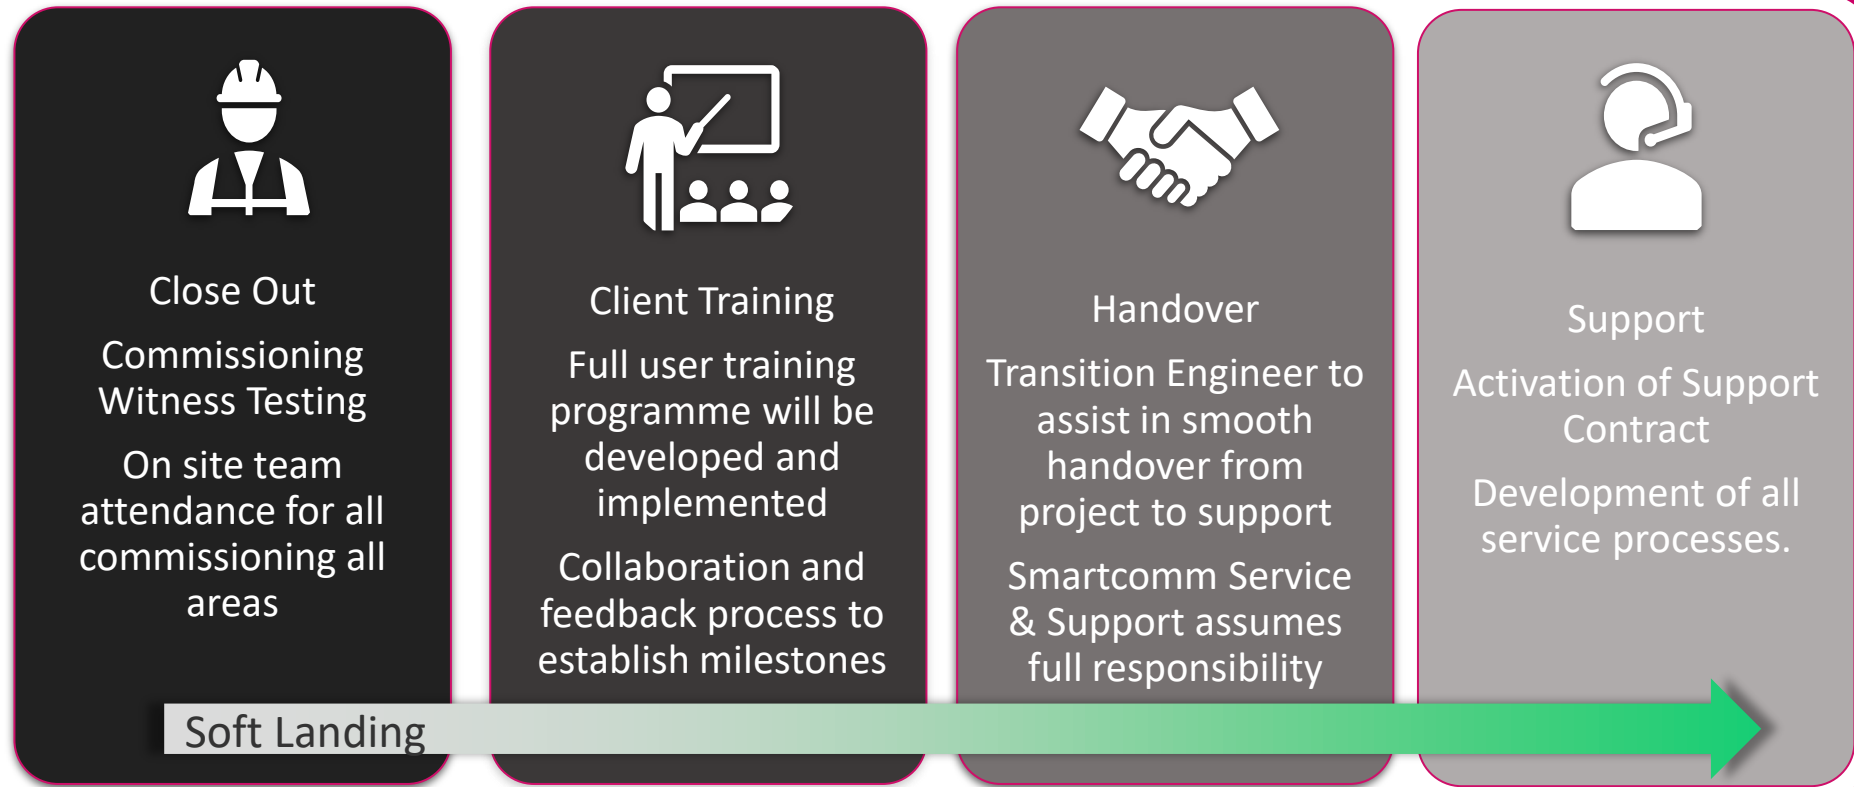 Close Out
Commissioning
Witness Testing
On site team
attendance for all
commissioning all
areas
Client Training
Full user training
programme will be
developed and
implemented
Collaboration and
feedback process to
establish milestones
Handover
Transition Engineer to
assist in smooth
handover from
project to support
Smartcomm Service
& Support assumes
full responsibility
Support
Activation of Support
Contract
Development of all
service processes.
Soft Landing